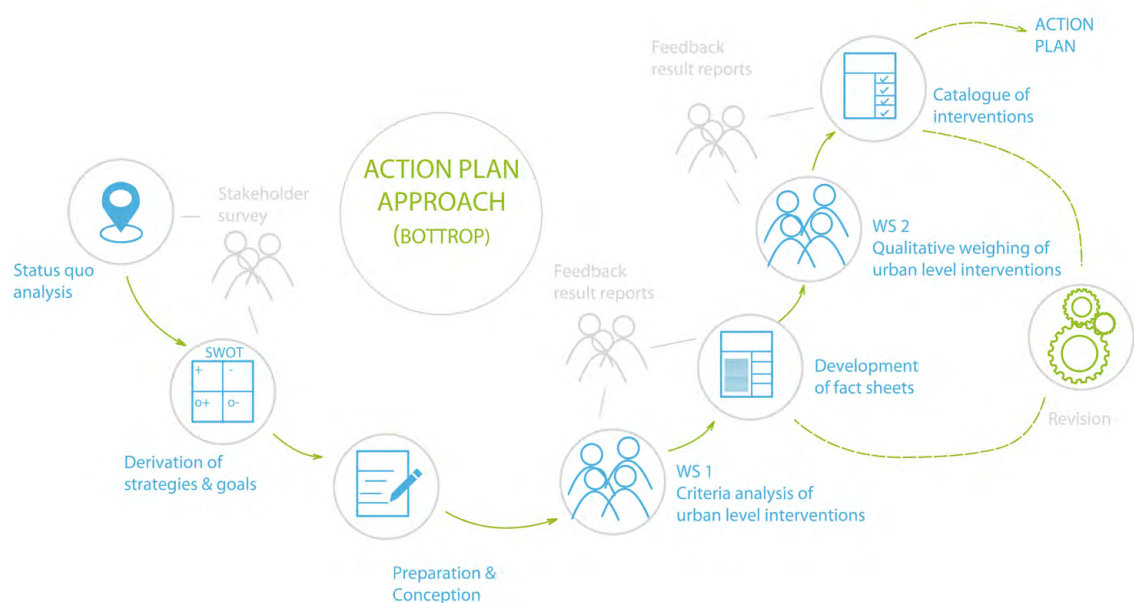 ACTION PLAN
APPROACH
(BOTTROP)
Status quo
analysis
Stakeholder
survey
SWOT
+ -
o+ o-
Derivation of
strategies & goals
Preparation &
Conception
WS 1
Criteria analysis of
urban level interventions
Feedback
result reports
Development
of fact sheets
WS 2
Qualitative weighing of
urban level interventions
Feedback
result reports
Catalogue of
interventions
ACTION
PLAN
Revision